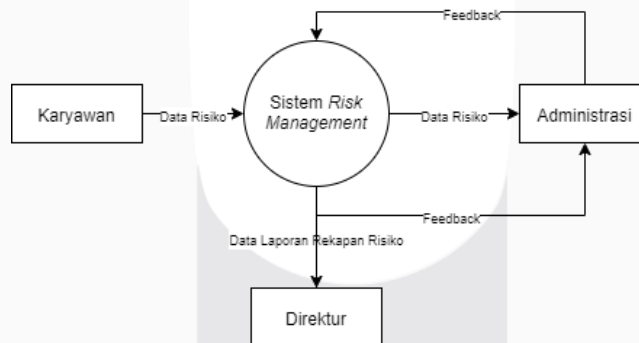 Feedback
Karyawan
Data Risiko
Sistem Risk
Management
Data Risiko
Administrasi
Feedback
Data Laporan Rekapan Risiko
Direktur